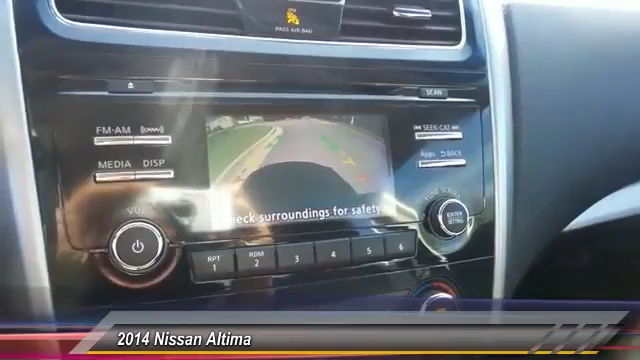 PASS AIR BAG
SCAN
FM·AM
SEEK·CAT
MEDIA DISP
Apps BACK
TUNE SCROLL
ENTER
SETTING
VOL
eck surroundings for safety
RPT
1
RDM
2
3
4
5
6
2014 Nissan Altima